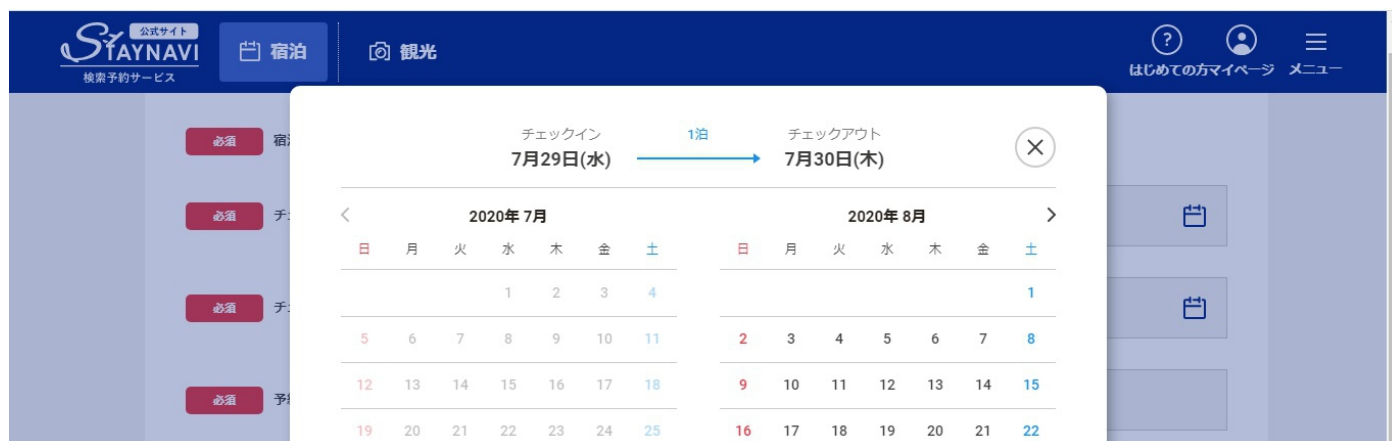 公式サイト
STAYNAVI
検索予約サービス
宿泊
観光
?
はじめての方
マイページ
メニュー
必須
必須 チ
必須 チ
必須 予
チェックイン 1泊 チェックアウト
7月29日(水) 7月30日(木)
2020年 7月
日 月 火 水 木 金 土
1 2 3 4
5 6 7 8 9 10 11
12 13 14 15 16 17 18
19 20 21 22 23 24 25
2020年 8月
日 月 火 水 木 金 土
1
2 3 4 5 6 7 8
9 10 11 12 13 14 15
16 17 18 19 20 21 22